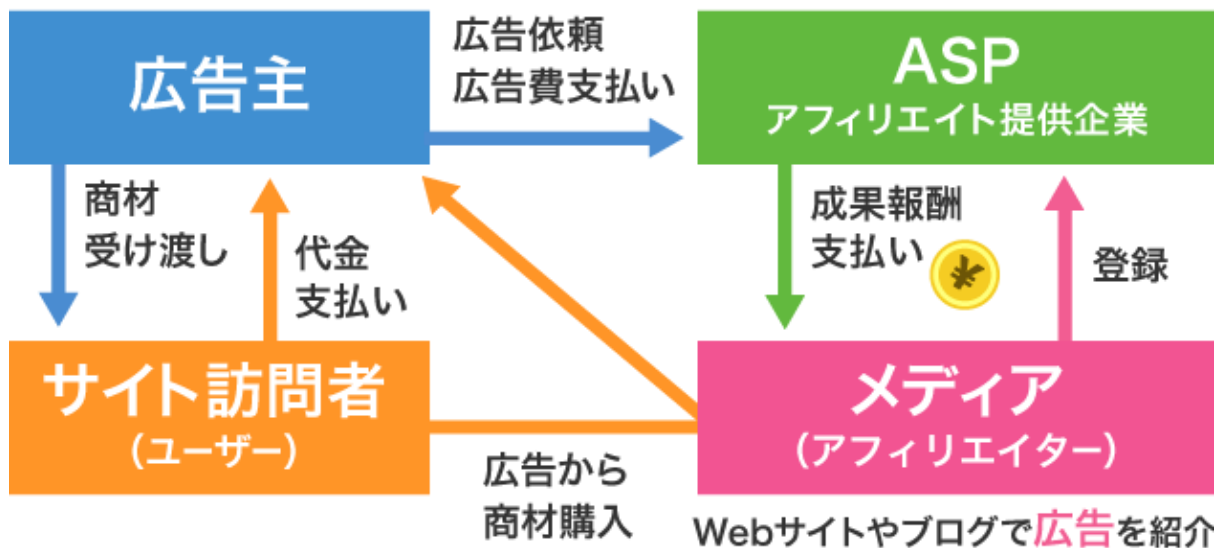 広告主
広告依頼
広告費支払い
ASP
アフィリエイト提供企業
商材
受け渡し
代金
支払い
成果報酬
支払い
¥
登録
サイト訪問者
(ユーザー)
メディア
(アフィリエイター)
広告から
商材購入
Webサイトやブログで広告を紹介